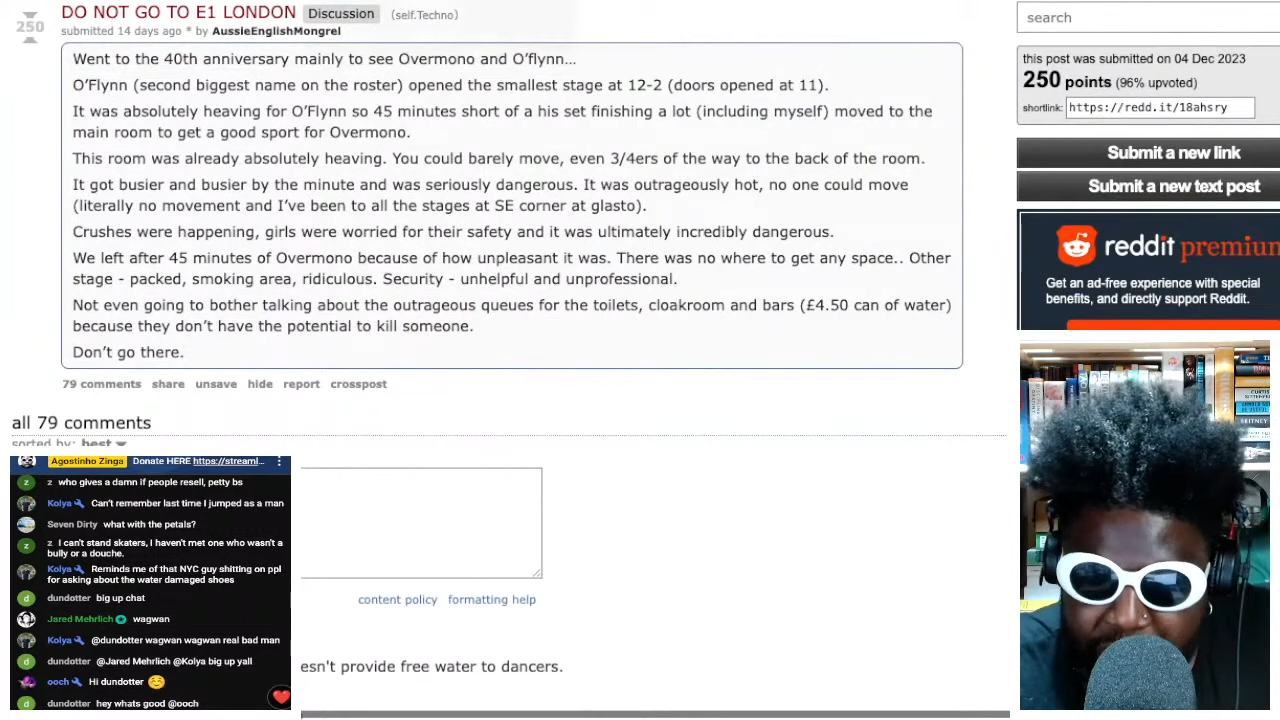 DO NOT GO TO E1 LONDON Discussion (self.Techno)
250
submitted 14 days ago * by AussieEnglishMongrel
Went to the 40th anniversary mainly to see Overmono and O'flynn...
O'Flynn (second biggest name on the roster) opened the smallest stage at 12-2 (doors opened at 11).
It was absolutely heaving for O'Flynn so 45 minutes short of a his set finishing a lot (including myself) moved to the
main room to get a good sport for Overmono.
This room was already absolutely heaving. You could barely move, even 3/4ers of the way to the back of the room.
It got busier and busier by the minute and was seriously dangerous. It was outrageously hot, no one could move
(literally no movement and I've been to all the stages at SE corner at glasto).
Crushes were happening, girls were worried for their safety and it was ultimately incredibly dangerous.
We left after 45 minutes of Overmono because of how unpleasant it was. There was no where to get any space.. Other
stage - packed, smoking area, ridiculous. Security - unhelpful and unprofessional.
Not even going to bother talking about the outrageous queues for the toilets, cloakroom and bars (£4.50 can of water)
because they don't have the potential to kill someone.
Don't go there.
79 comments share unsave hide report crosspost
all 79 comments
sorted by: best
content policy formatting help
esn't provide free water to dancers.
Agostinho Zinga Donate HERE https://streaml...
z z who gives a damn if people resell, petty bs
Kolya Can't remember last time I jumped as a man
Seven Dirty what with the petals?
z z I can't stand skaters, I haven't met one who wasn't a
bully or a douche.
Kolya Reminds me of that NYC guy shitting on ppl
for asking about the water damaged shoes
d dundotter big up chat
Jared Mehrlich wagwan
Kolya @dundotter wagwan wagwan real bad man
d dundotter @Jared Mehrlich @Kolya big up yall
ooch Hi dundotter
d dundotter hey whats good @ooch
search
this post was submitted on 04 Dec 2023
250 points (96% upvoted)
shortlink: https://redd.it/18ahsry
Submit a new link
Submit a new text post
reddit premium
Get an ad-free experience with special
benefits, and directly support Reddit.